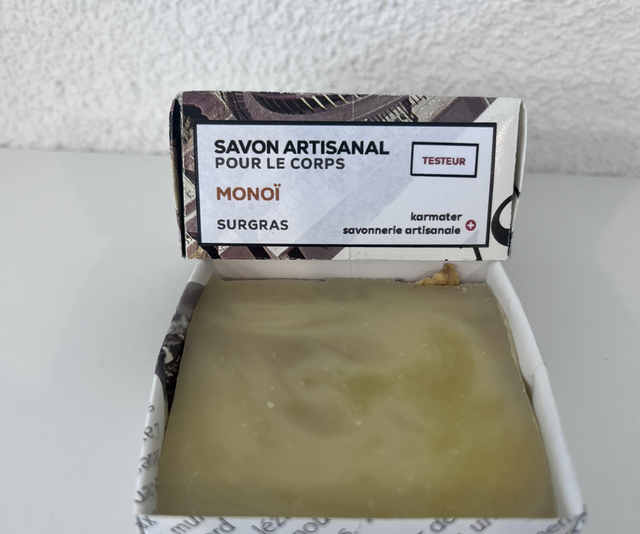 SAVON ARTISANAL
POUR LE CORPS
TESTEUR
MONOÏ
SURGRAS
karmater
savonnerie artisanale